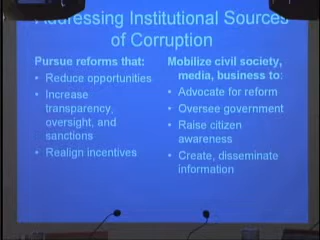 Addressing Institutional Sources
of Corruption
Pursue reforms that:
• Reduce opportunities
• Increase
transparency,
oversight, and
sanctions
• Realign incentives
Mobilize civil society,
media, business to:
• Advocate for reform
• Oversee government
• Raise citizen
awareness
• Create, disseminate
information